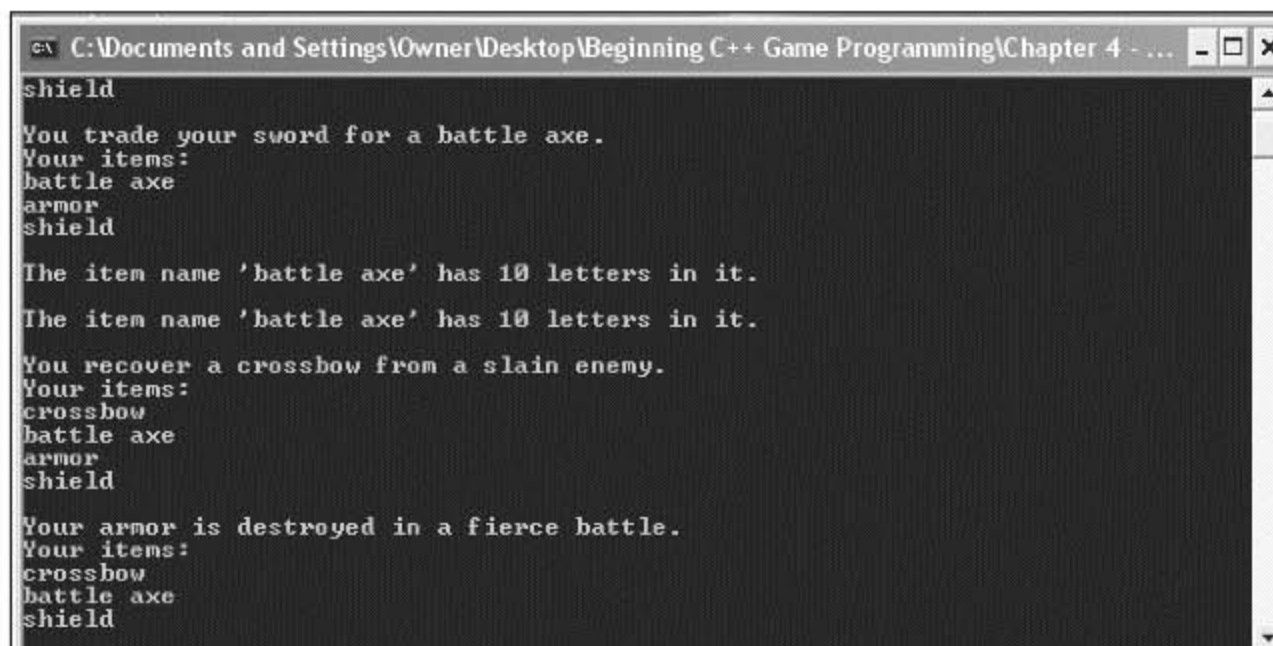 C:\Documents and Settings\Owner\Desktop\Beginning C++ Game Programming\Chapter 4 - ...
shield
You trade your sword for a battle axe.
Your items:
battle axe
armor
shield
The item name 'battle axe' has 10 letters in it.
The item name 'battle axe' has 10 letters in it.
You recover a crossbow from a slain enemy.
Your items:
crossbow
battle axe
armor
shield
Your armor is destroyed in a fierce battle.
Your items:
crossbow
battle axe
shield